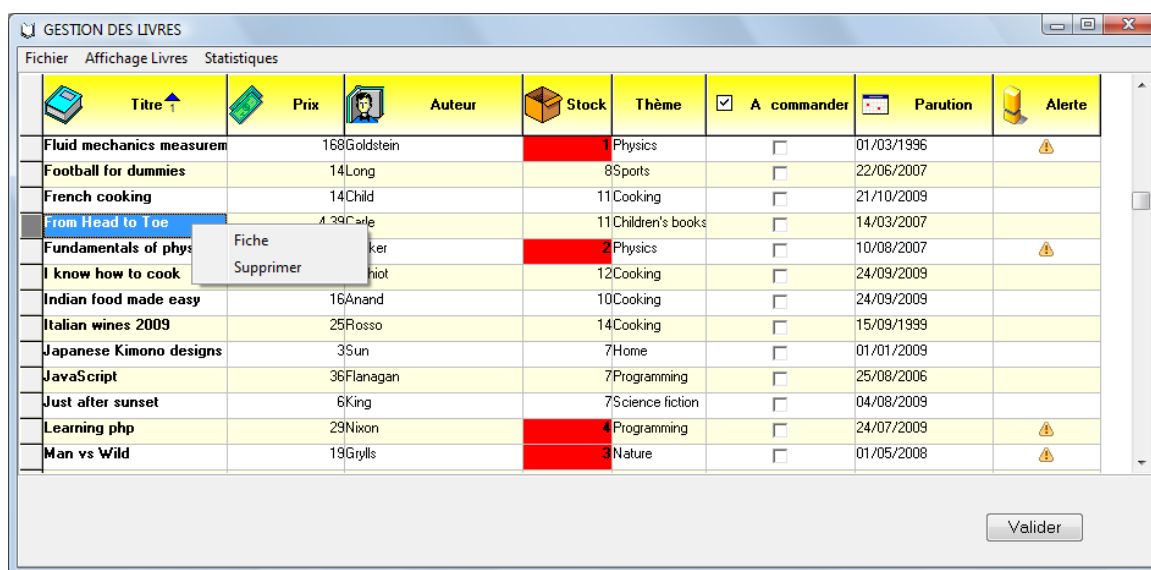 GESTION DES LIVRES
Fichier Affichage Livres Statistiques
Titre 1 Prix Auteur Stock Thème A commander Parution Alerte
Fluid mechanics measurem 168 Goldstein 1 Physics 01/03/1996
Football for dummies 14 Long 8 Sports 22/06/2007
French cooking 14 Child 11 Cooking 21/10/2009
From Head to Toe 4,39 Carle 11 Children's books 14/03/2007
Fundamentals of phys ker 2 Physics 10/08/2007
Fiche
Supprimer
I know how to cook hiot 12 Cooking 24/09/2009
Indian food made easy 16 Anand 10 Cooking 24/09/2009
Italian wines 2009 25 Rosso 14 Cooking 15/09/1999
Japanese Kimono designs 3 Sun 7 Home 01/01/2009
JavaScript 36 Flanagan 7 Programming 25/08/2006
Just after sunset 6 King 7 Science fiction 04/08/2009
Learning php 29 Nixon 4 Programming 24/07/2009
Man vs Wild 19 Grylls 3 Nature 01/05/2008
Valider